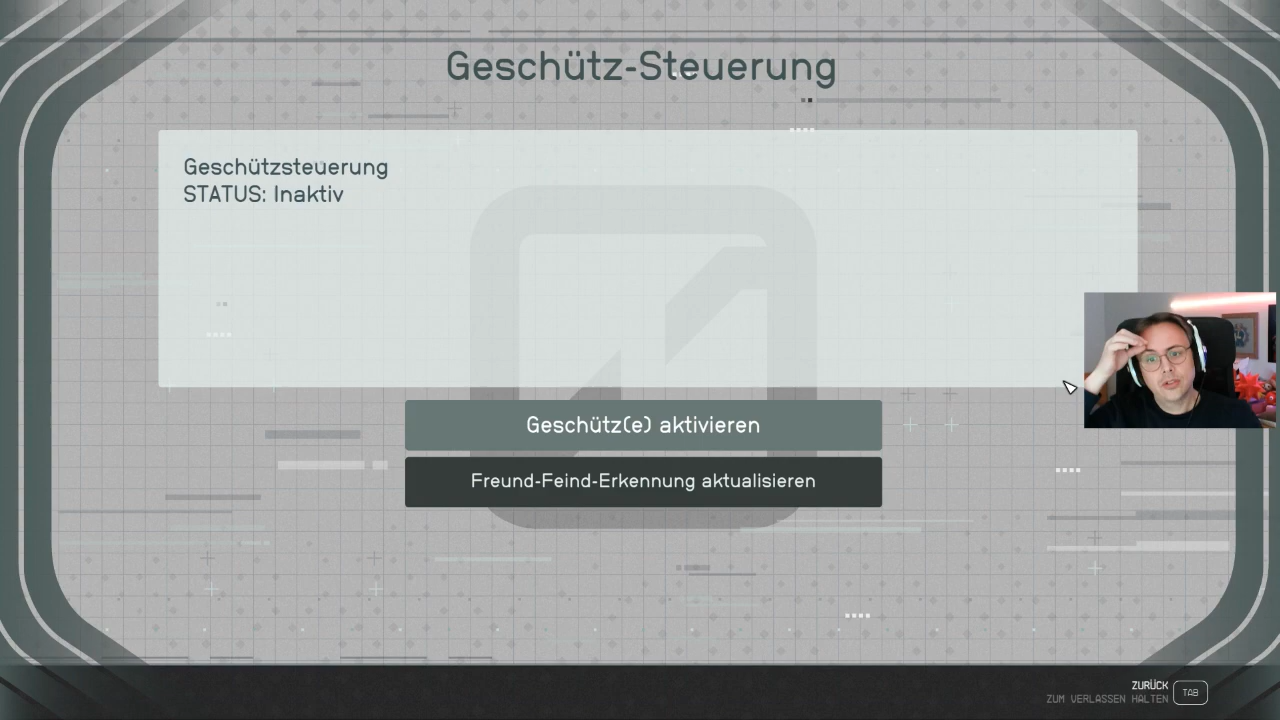 Geschütz-Steuerung
Geschützsteuerung
STATUS: Inaktiv
Geschütz(e) aktivieren
Freund-Feind-Erkennung aktualisieren
ZURÜCK
ZUM VERLASSEN HALTEN
TAB